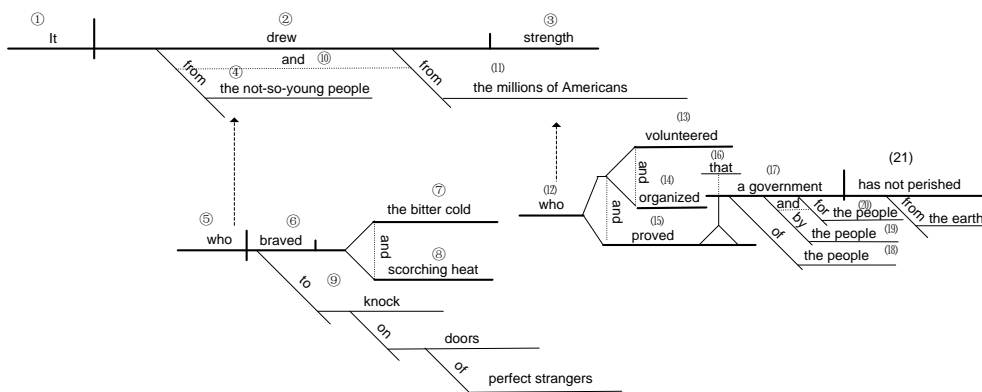 ① ② ③
It drew strength
and ⑩
from ④ from (11)
the not-so-young people the millions of Americans
(13)
volunteered
(16)
that (17) (21)
and (14)
⑦ (12) organized a government has not perished
⑤ ⑥ the bitter cold who and (15) and for (20) the people from the earth
who braved proved by the people (19)
and ⑧ of the people (18)
scorching heat
to ⑨
knock
on doors
of perfect strangers